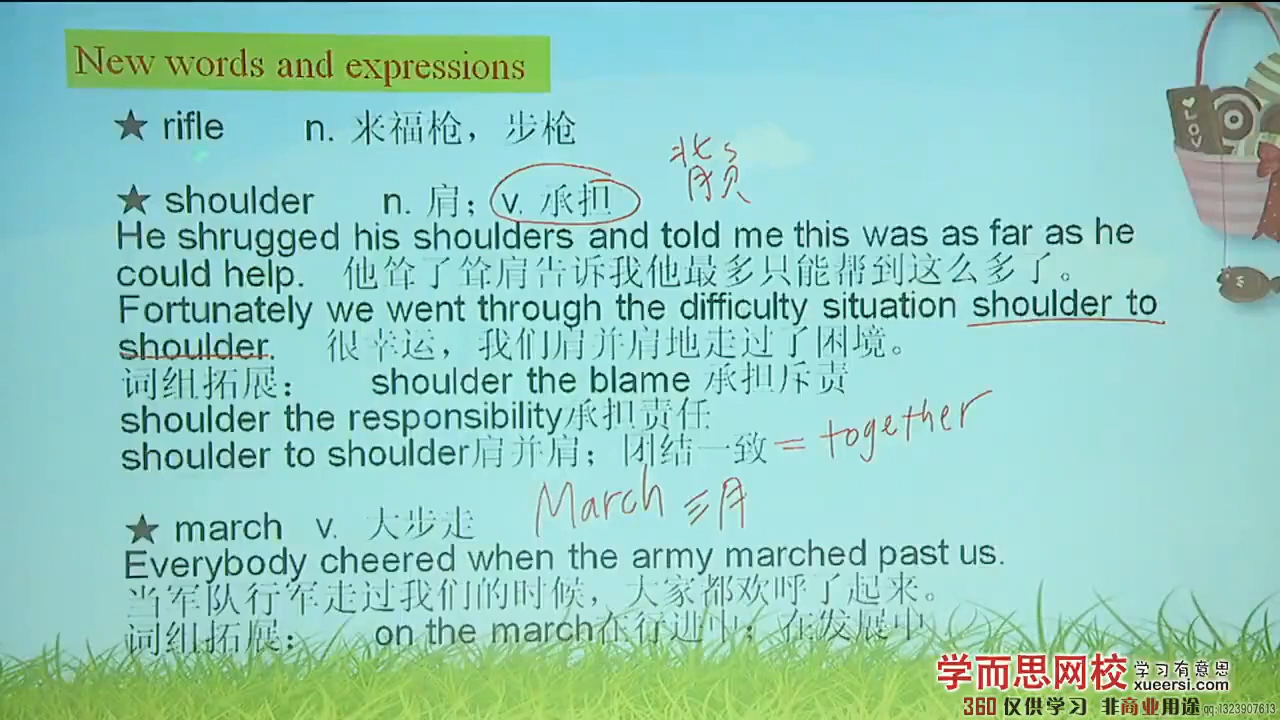 New words and expressions
★ rifle n. 来福枪，步枪
背
★ shoulder n. 肩；v. 承担
He shrugged his shoulders and told me this was as far as he
could help. 他耸了耸肩告诉我他最多只能帮到这么多了。
Fortunately we went through the difficulty situation shoulder to
shoulder. 很幸运，我们肩并肩地走过了困境。
词组拓展： shoulder the blame 承担斥责
shoulder the responsibility承担责任
shoulder to shoulder肩并肩；团结一致 = together
March 三月
★ march v. 大步走
Everybody cheered when the army marched past us.
当军队行军走过我们的时候，大家都欢呼了起来。
词组拓展： on the march在行进中；在发展中
LOV
学而思网校 学习有意思
xueersi.com
360 仅供学习 非商业用途 qq:1239907613